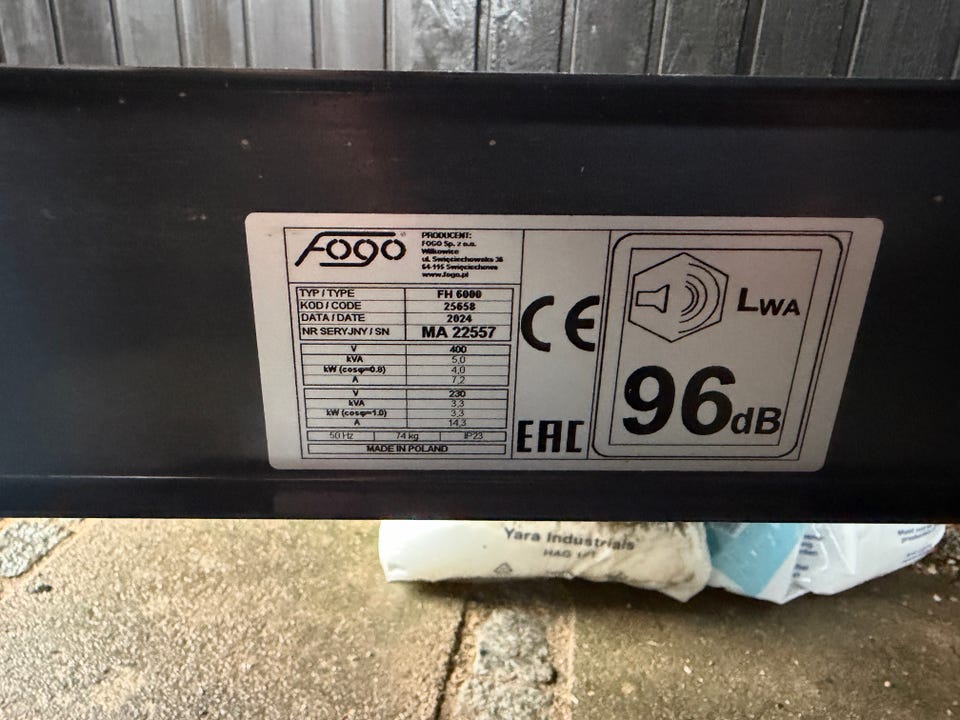 FOGO
PRODUCENT:
FOGO Sp. z o.o.
Wilkowice
ul. Święciechowska 36
64-115 Święciechowa
www.fogo.pl
TYP / TYPE FH 6000
KOD / CODE 25658
DATA / DATE 2024
NR SERYJNY / SN MA 22557
V 400
kVA 5,0
kW (cosφ=0.8) 4,0
A 7,2
V 230
kVA 3,3
kW (cosφ=1.0) 3,3
A 14,3
50 Hz 74 kg IP23
MADE IN POLAND
CE
EAC
LWA
96dB
Yara Industrials